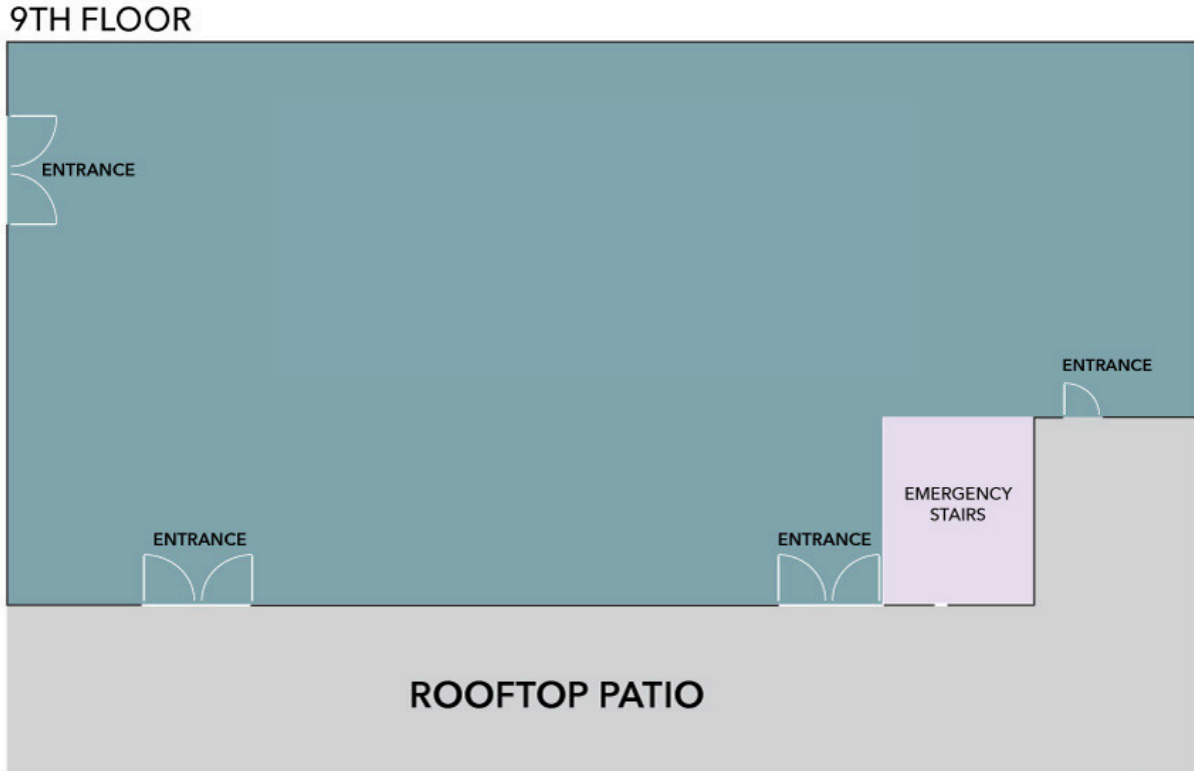 9TH FLOOR
ENTRANCE
ENTRANCE
EMERGENCY
STAIRS
ENTRANCE
ENTRANCE
ROOFTOP PATIO